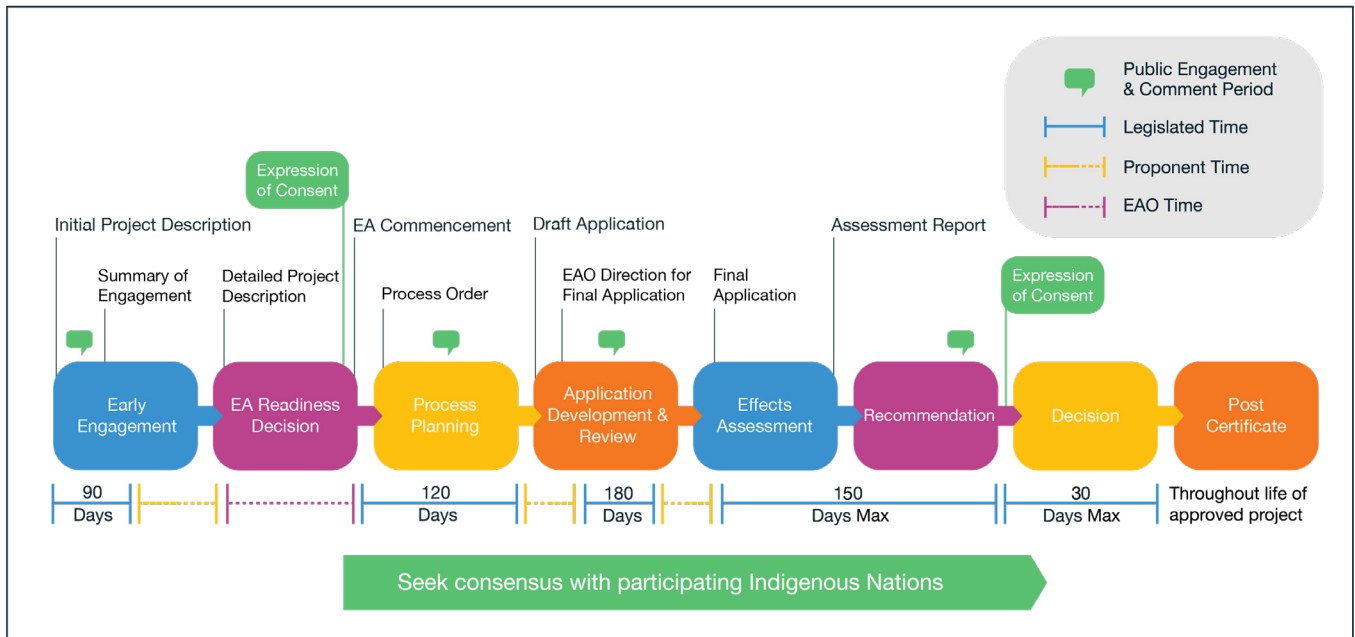 Public Engagement
& Comment Period
Legislated Time
Proponent Time
EAO Time
Expression
of Consent
Initial Project Description
EA Commencement
Draft Application
Assessment Report
Summary of
Engagement
Detailed Project
Description
Process Order
EAO Direction for
Final Application
Final
Application
Expression
of Consent
Early
Engagement
EA Readiness
Decision
Process
Planning
Application
Development &
Review
Effects
Assessment
Recommendation
Decision
Post
Certificate
90
Days
120
Days
180
Days
150
Days Max
30
Days Max
Throughout life of
approved project
Seek consensus with participating Indigenous Nations